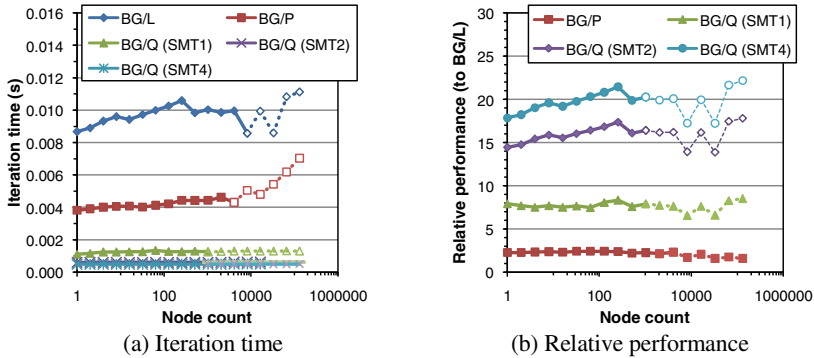 BG/L
BG/P
BG/Q (SMT1)
BG/Q (SMT2)
BG/Q (SMT4)
Iteration time (s)
0.016
0.014
0.012
0.010
0.008
0.006
0.004
0.002
0.000
1
100
10000
1000000
Node count
(a) Iteration time
BG/P
BG/Q (SMT1)
BG/Q (SMT2)
BG/Q (SMT4)
Relative performance (to BG/L)
30
25
20
15
10
5
0
1
100
10000
1000000
Node count
(b) Relative performance